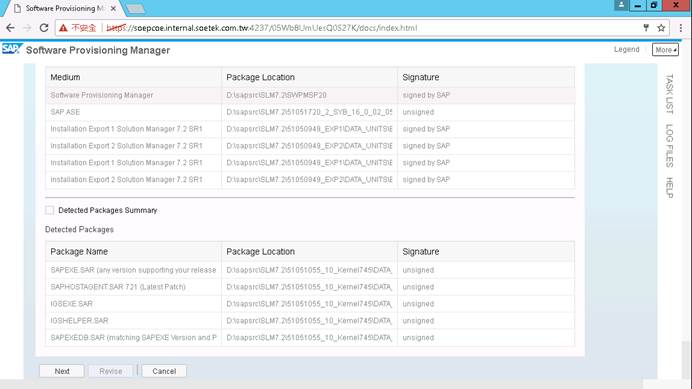 SAP Installation Wizard
不安全 https://soepcoe.internal.soetek.com.tw:4237/05WbBUmUesQ0S27K/docs/index.html
SAP Software Provisioning Manager Legend More
Medium Package Location Signature
Software Provisioning Manager D:\sapsrc\SLM7.2\SWPMSP20 signed by SAP
SAP ASE D:\sapsrc\SLM7.2\51051720_2_SYB_16_0_02_05 unsigned
Installation Export 1 Solution Manager 7.2 SR1 D:\sapsrc\SLM7.2\51050949_EXP1\DATA_UNITS\E signed by SAP
Installation Export 2 Solution Manager 7.2 SR1 D:\sapsrc\SLM7.2\51050949_EXP2\DATA_UNITS\E signed by SAP
Installation Export 1 Solution Manager 7.2 SR1 D:\sapsrc\SLM7.2\51050949_EXP1\DATA_UNITS\E signed by SAP
Installation Export 2 Solution Manager 7.2 SR1 D:\sapsrc\SLM7.2\51050949_EXP2\DATA_UNITS\E signed by SAP
Detected Packages Summary
Detected Packages
Package Name Package Location Signature
SAPEXE.SAR (any version supporting your release D:\sapsrc\SLM7.2\51051055_10_Kernel745\DATA_ unsigned
SAPHOSTAGENT.SAR 721 (Latest Patch) D:\sapsrc\SLM7.2\51051055_10_Kernel745\DATA_ unsigned
IGSEXE.SAR D:\sapsrc\SLM7.2\51051055_10_Kernel745\DATA_ unsigned
IGSHELPER.SAR D:\sapsrc\SLM7.2\51051055_10_Kernel745\DATA_ unsigned
SAPEXEDB.SAR (matching SAPEXE Version and P D:\sapsrc\SLM7.2\51051055_10_Kernel745\DATA_ unsigned
Next Revise Cancel
TASK LIST
LOG FILES
HELP